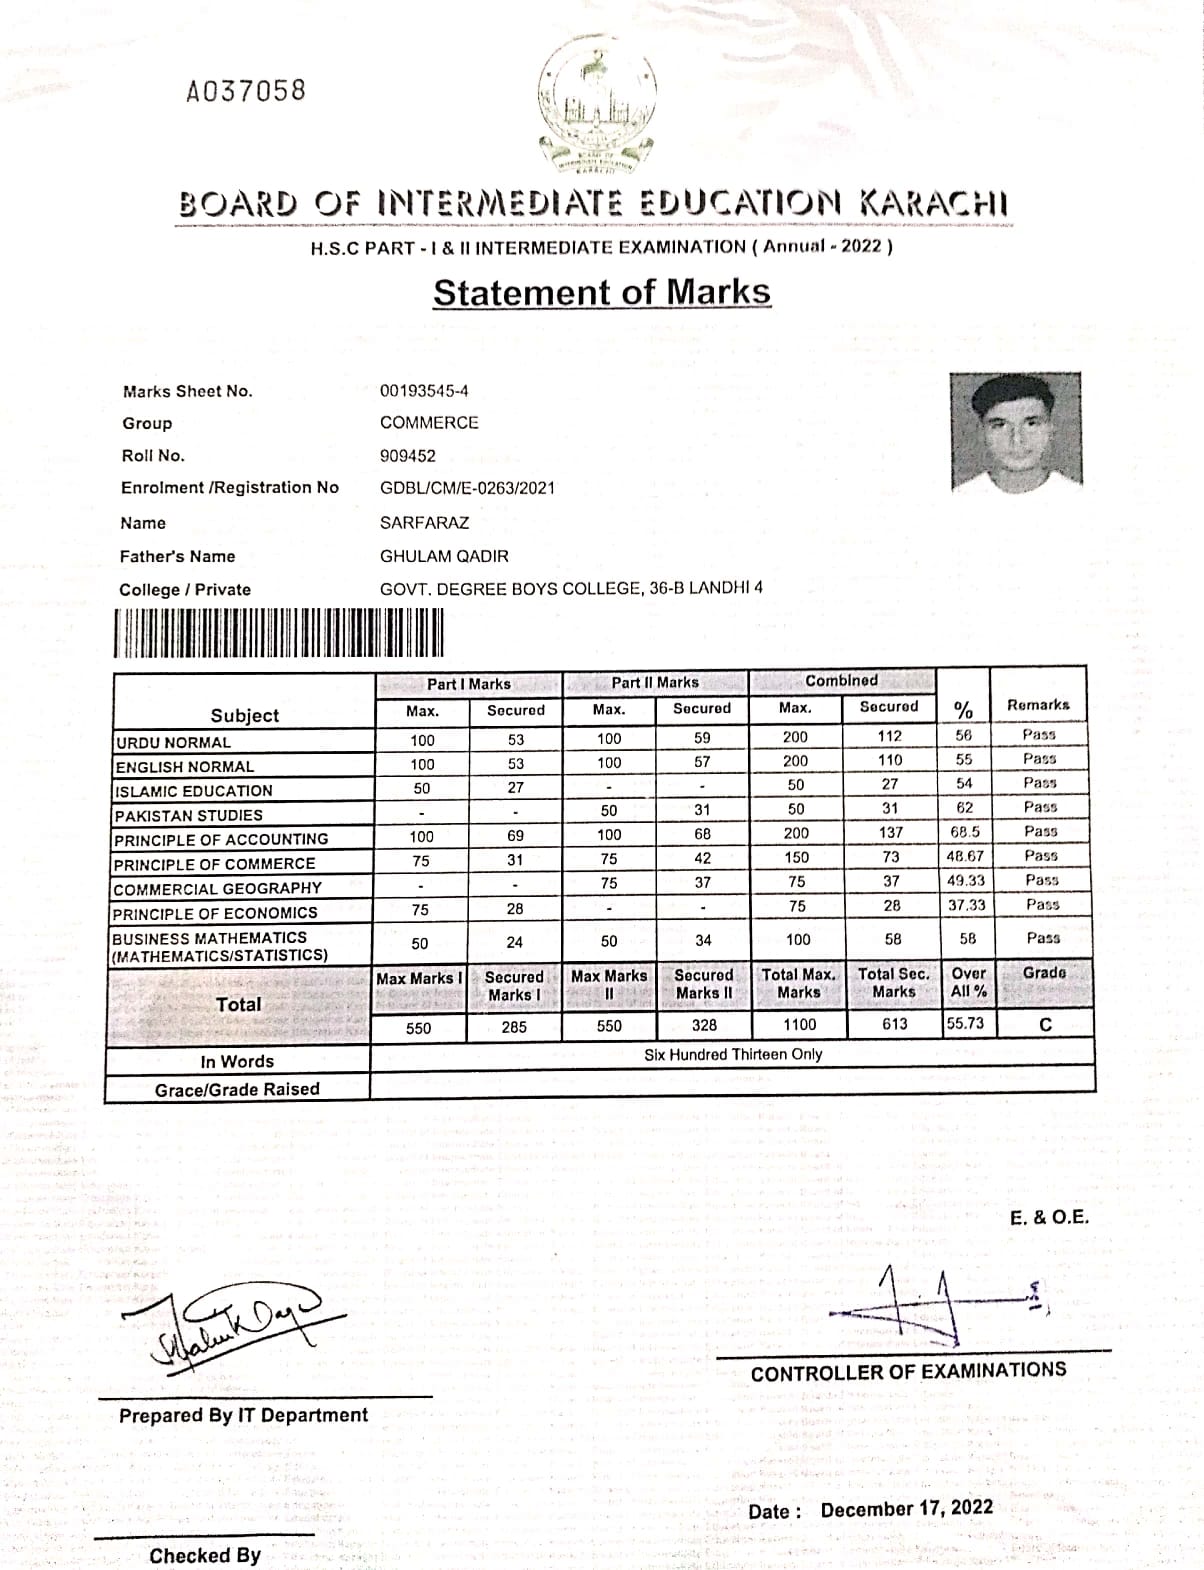 A037058
BOARD OF
INTERMEDIATE EDUCATION
KARACHI
BOARD OF INTERMEDIATE EDUCATION KARACHI
H.S.C PART - I & II INTERMEDIATE EXAMINATION ( Annual - 2022 )
Statement of Marks
Marks Sheet No. 00193545-4
Group COMMERCE
Roll No. 909452
Enrolment /Registration No GDBL/CM/E-0263/2021
Name SARFARAZ
Father's Name GHULAM QADIR
College / Private GOVT. DEGREE BOYS COLLEGE, 36-B LANDHI 4
Subject Part I Marks Part II Marks Combined % Remarks
Max. Secured Max. Secured Max. Secured
URDU NORMAL 100 53 100 59 200 112 56 Pass
ENGLISH NORMAL 100 53 100 57 200 110 55 Pass
ISLAMIC EDUCATION 50 27 - - 50 27 54 Pass
PAKISTAN STUDIES - - 50 31 50 31 62 Pass
PRINCIPLE OF ACCOUNTING 100 69 100 68 200 137 68.5 Pass
PRINCIPLE OF COMMERCE 75 31 75 42 150 73 48.67 Pass
COMMERCIAL GEOGRAPHY - - 75 37 75 37 49.33 Pass
PRINCIPLE OF ECONOMICS 75 28 - - 75 28 37.33 Pass
BUSINESS MATHEMATICS (MATHEMATICS/STATISTICS) 50 24 50 34 100 58 58 Pass
Total Max Marks I Secured Marks I Max Marks II Secured Marks II Total Max. Marks Total Sec. Marks Over All % Grade
550 285 550 328 1100 613 55.73 C
In Words Six Hundred Thirteen Only
Grace/Grade Raised
E. & O.E.
CONTROLLER OF EXAMINATIONS
Prepared By IT Department
Date : December 17, 2022
Checked By